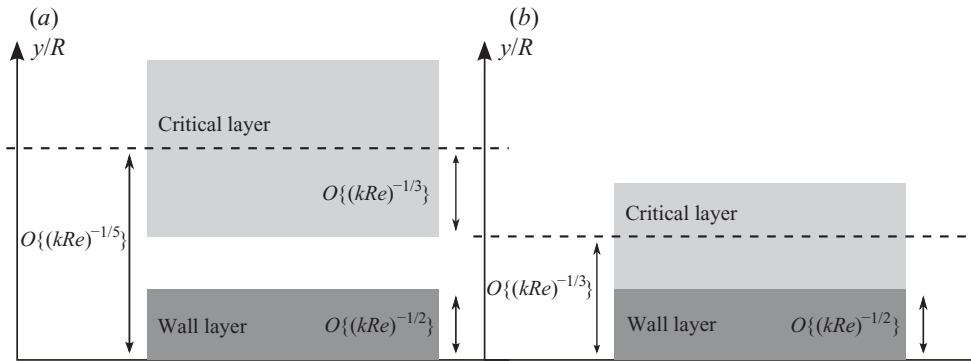 (a)
y/R
Critical layer
O{(kRe)^{-1/3}}
O{(kRe)^{-1/5}}
Wall layer
O{(kRe)^{-1/2}}
(b)
y/R
Critical layer
O{(kRe)^{-1/3}}
Wall layer
O{(kRe)^{-1/2}}